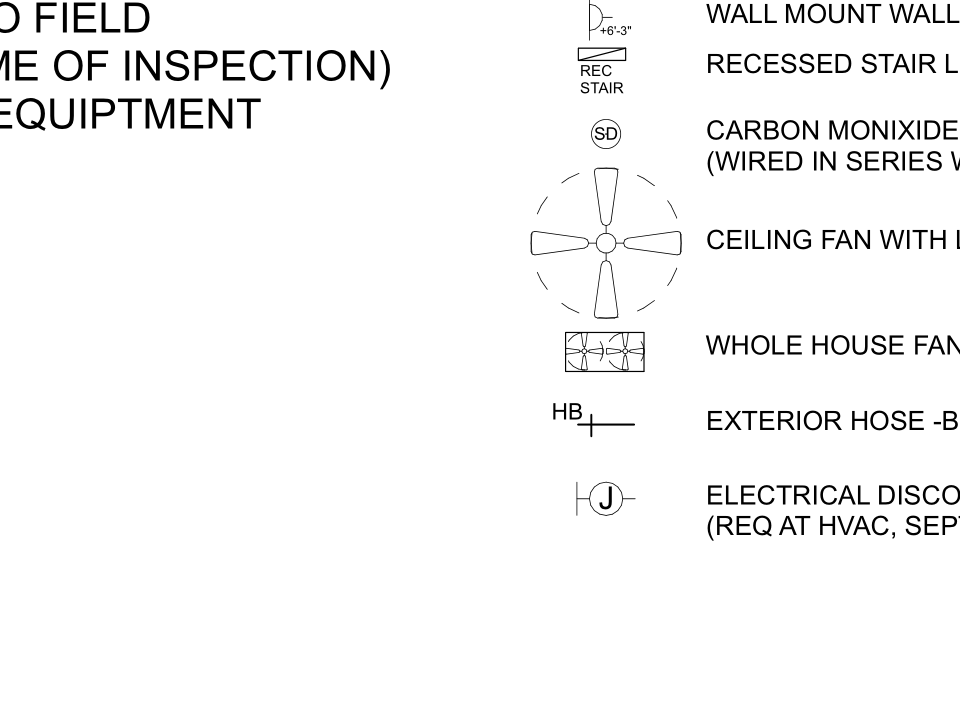 O FIELD
ME OF INSPECTION)
EQUIPTMENT
+6'-3"
WALL MOUNT WALL
REC
STAIR
RECESSED STAIR L
SD
CARBON MONIXIDE
(WIRED IN SERIES W
CEILING FAN WITH L
WHOLE HOUSE FAN
HB
EXTERIOR HOSE -B
J
ELECTRICAL DISCO
(REQ AT HVAC, SEPT